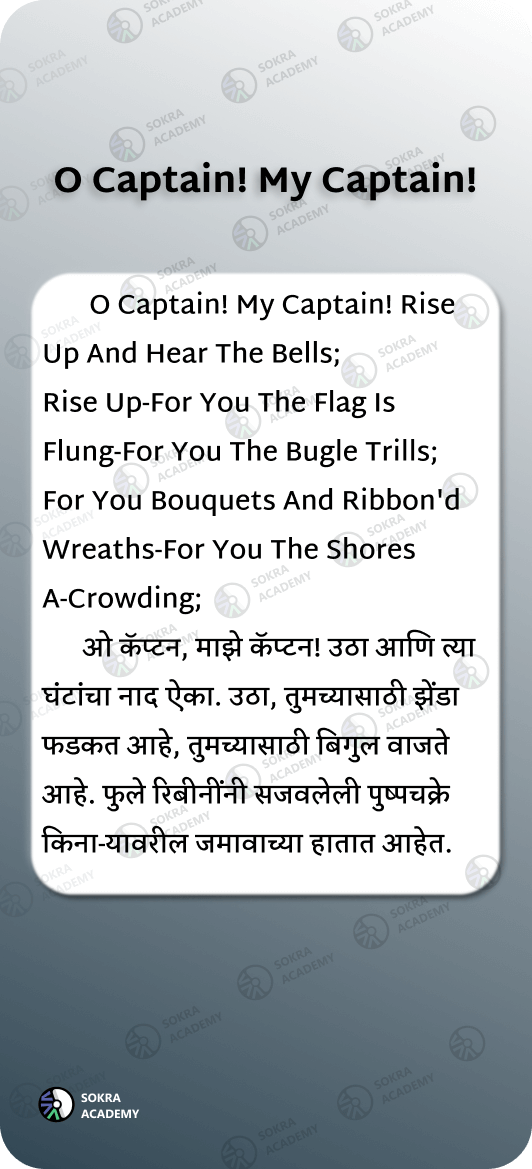 O Captain! My Captain!
O Captain! My Captain! Rise
Up And Hear The Bells;
Rise Up-For You The Flag Is
Flung-For You The Bugle Trills;
For You Bouquets And Ribbon'd
Wreaths-For You The Shores
A-Crowding;
ओ कॅप्टन, माझे कॅप्टन! उठा आणि त्या
घंटांचा नाद ऐका. उठा, तुमच्यासाठी झेंडा
फडकत आहे, तुमच्यासाठी बिगुल वाजते
आहे. फुले रिबीनींनी सजवलेली पुष्पचक्रे
किना-यावरील जमावाच्या हातात आहेत.
SOKRA
ACADEMY